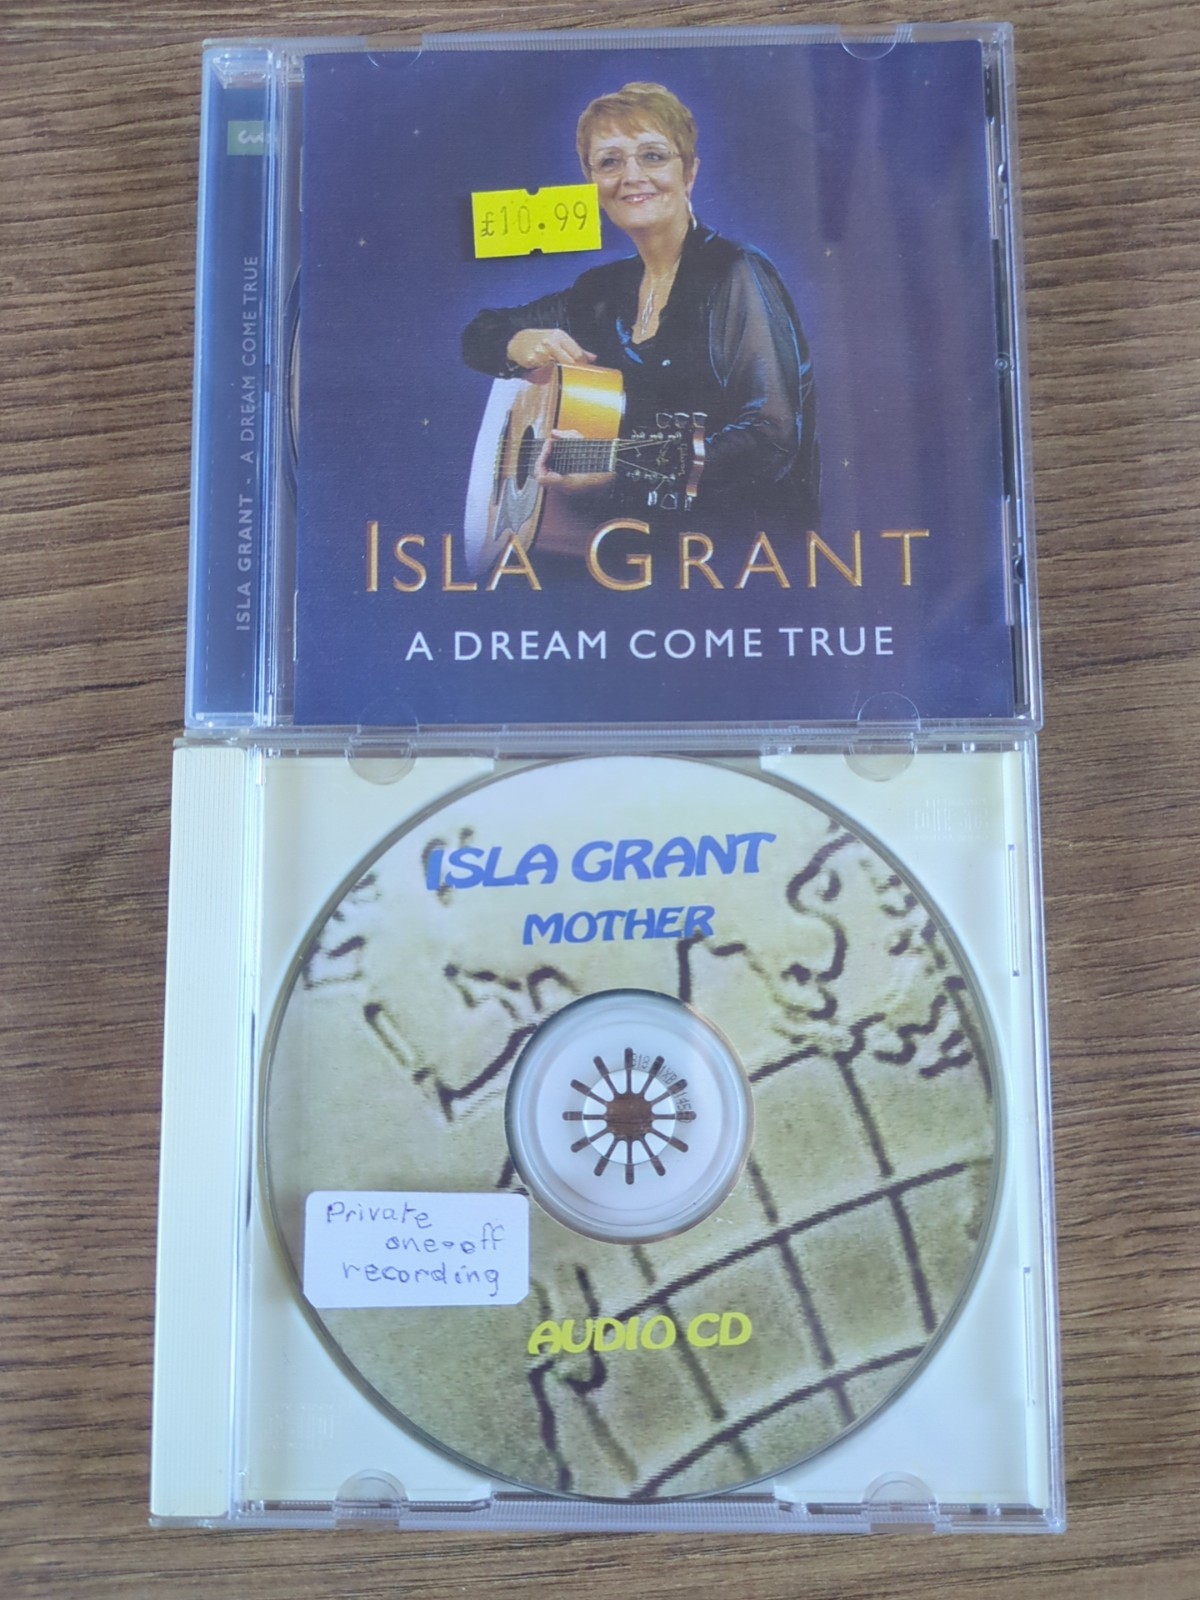 £10.99
ISLA GRANT - A DREAM COME TRUE
ISLA GRANT
A DREAM COME TRUE
ISLA GRANT
MOTHER
Private
one-off
recording
AUDIO CD